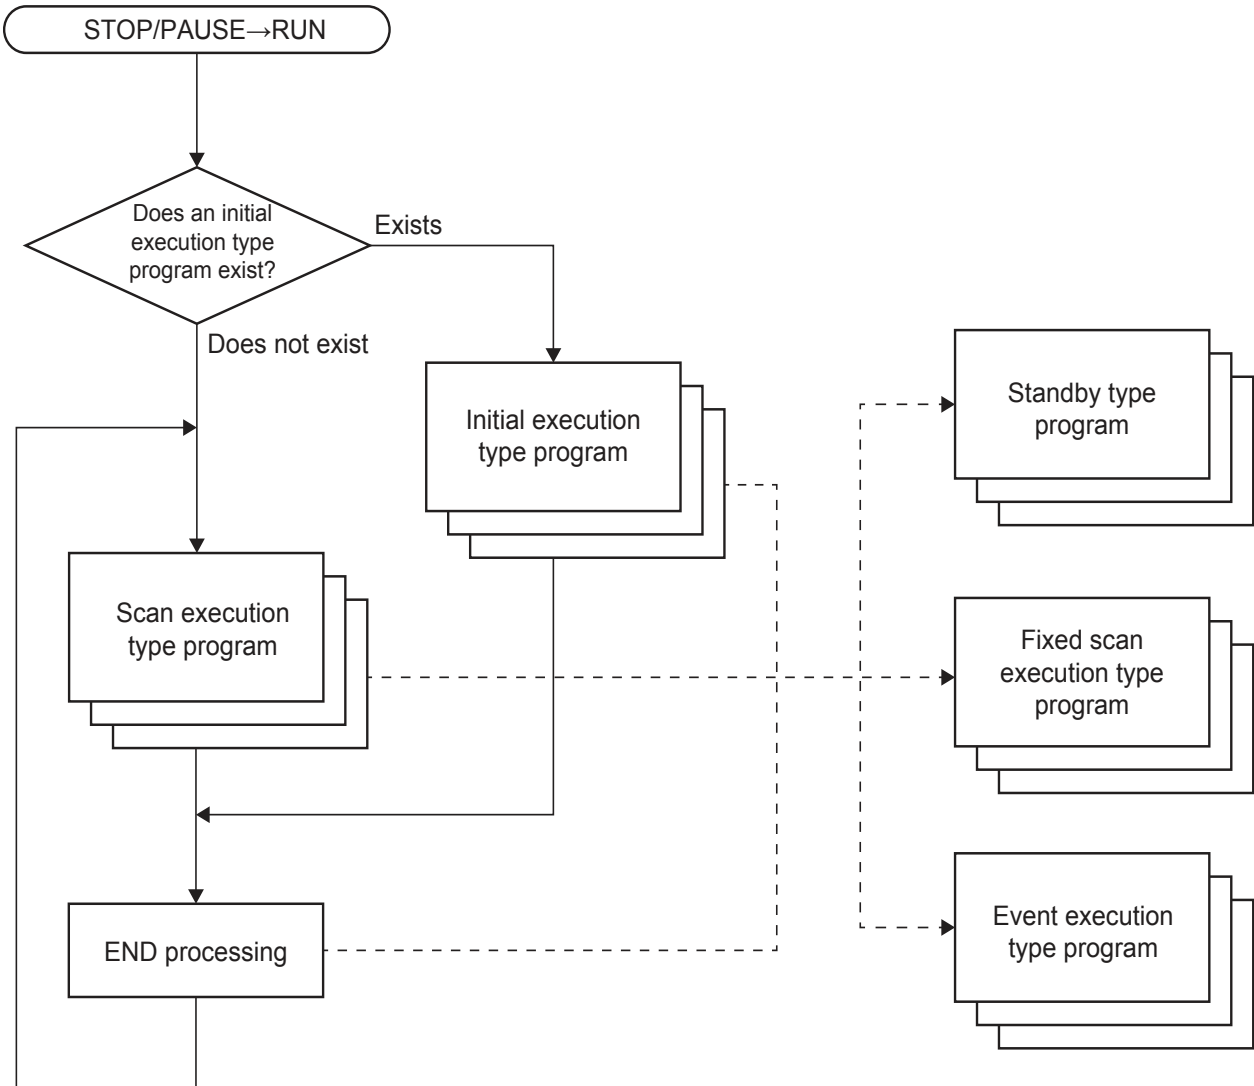 STOP/PAUSE→RUN
Does an initial
execution type
program exist?
Exists
Does not exist
Initial execution
type program
Standby type
program
Scan execution
type program
Fixed scan
execution type
program
Event execution
type program
END processing